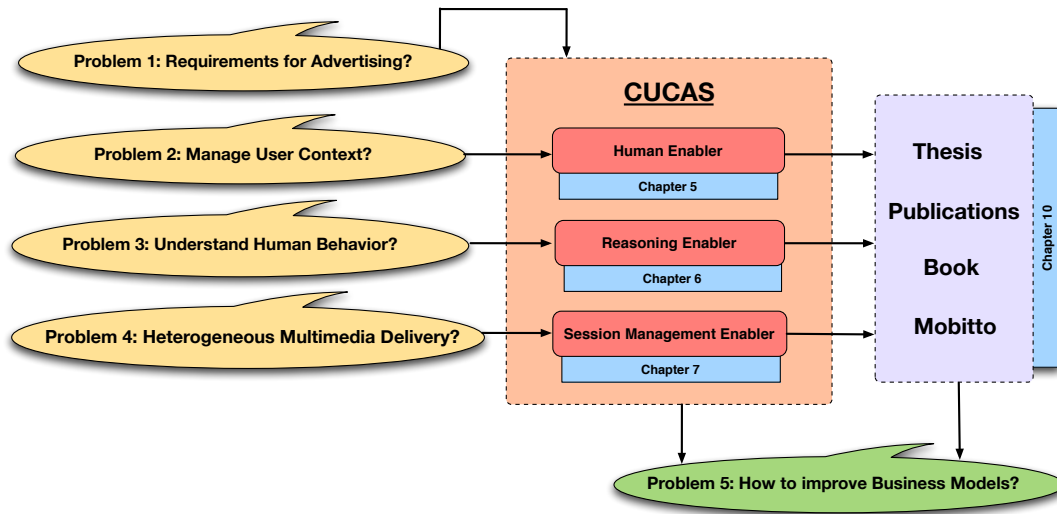 Problem 1: Requirements for Advertising?
CUCAS
Problem 2: Manage User Context?
Human Enabler
Chapter 5
Thesis
Problem 3: Understand Human Behavior?
Reasoning Enabler
Chapter 6
Publications
Book
Problem 4: Heterogeneous Multimedia Delivery?
Session Management Enabler
Chapter 7
Mobitto
Chapter 10
Problem 5: How to improve Business Models?